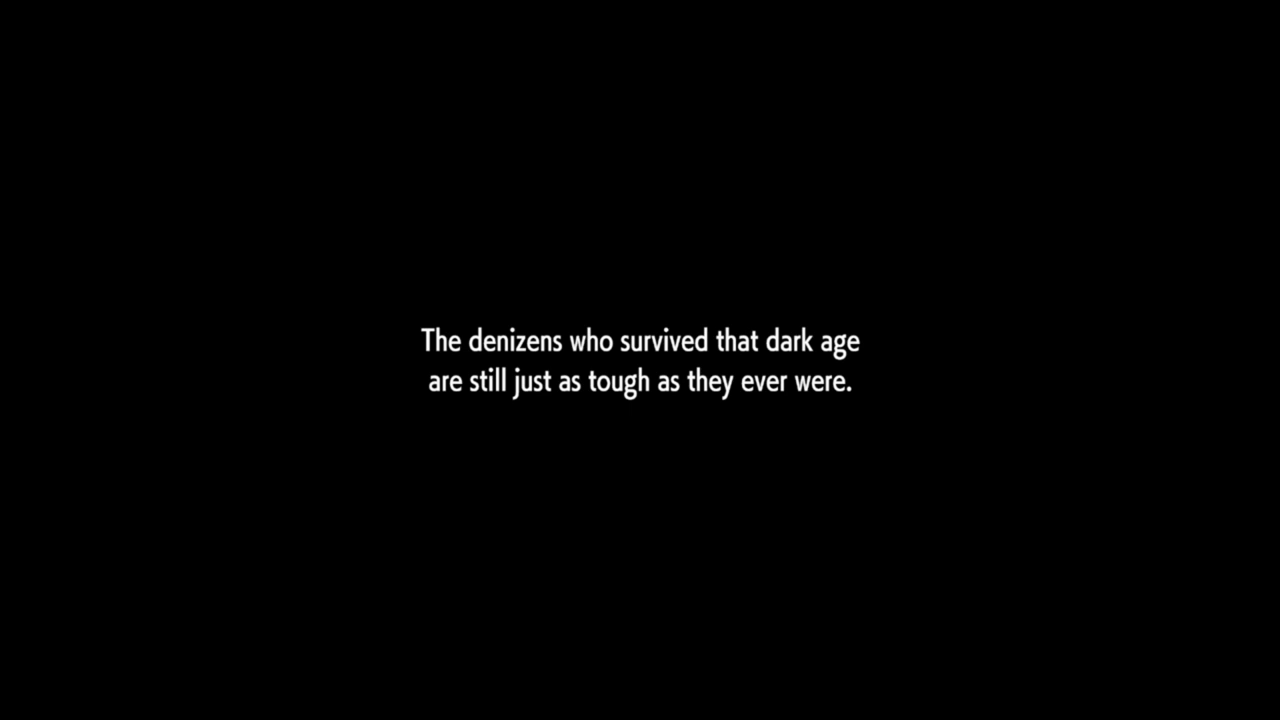 The denizens who survived that dark age
are still just as tough as they ever were.